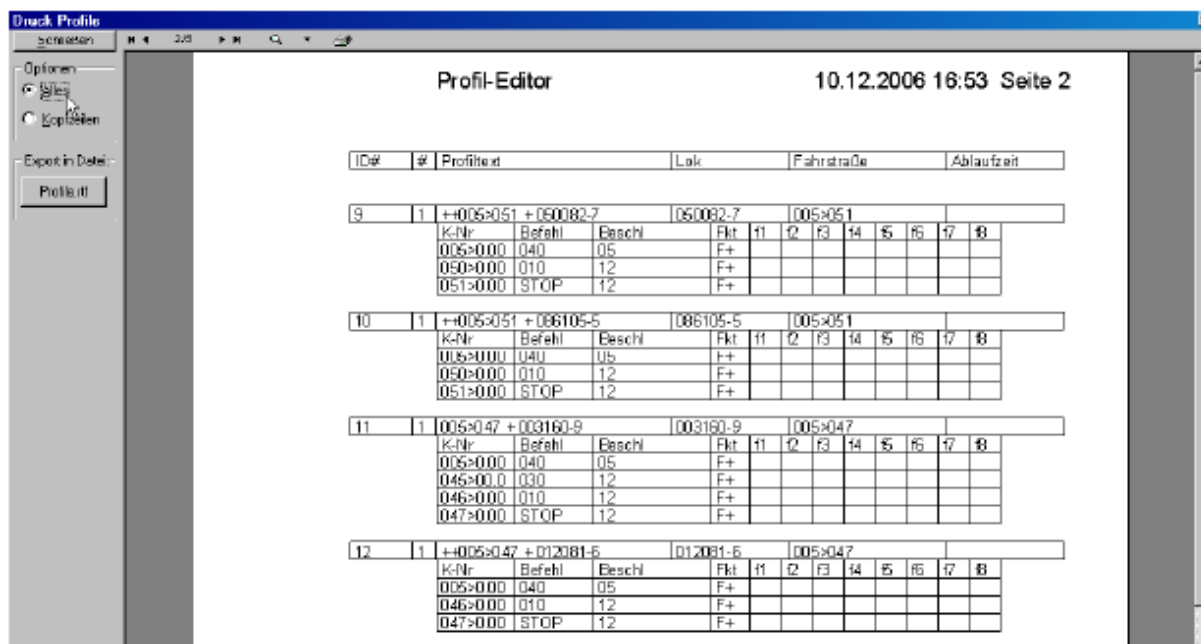 Druck Profile
Schließen 2/5
Optionen
Alles
Kopfzeilen
Export in Datei:
Profile.rtf
Profil-Editor 10.12.2006 16:53 Seite 2
ID# # Profiltext Lok Fahrstraße Ablaufzeit
9 1 ++005>051 +050082-7 050082-7 005>051
K-Nr Befehl Beschl Fkt f1 f2 f3 f4 f5 f6 f7 f8
005>0.00 040 05 F+
050>0.00 010 12 F+
051>0.00 STOP 12 F+
10 1 ++005>051 +086105-5 086105-5 005>051
K-Nr Befehl Beschl Fkt f1 f2 f3 f4 f5 f6 f7 f8
005>0.00 040 05 F+
050>0.00 010 12 F+
051>0.00 STOP 12 F+
11 1 005>047 +003160-9 003160-9 005>047
K-Nr Befehl Beschl Fkt f1 f2 f3 f4 f5 f6 f7 f8
005>0.00 040 05 F+
045>00.0 030 12 F+
046>0.00 010 12 F+
047>0.00 STOP 12 F+
12 1 ++005>047 +012081-6 012081-6 005>047
K-Nr Befehl Beschl Fkt f1 f2 f3 f4 f5 f6 f7 f8
005>0.00 040 05 F+
046>0.00 010 12 F+
047>0.00 STOP 12 F+